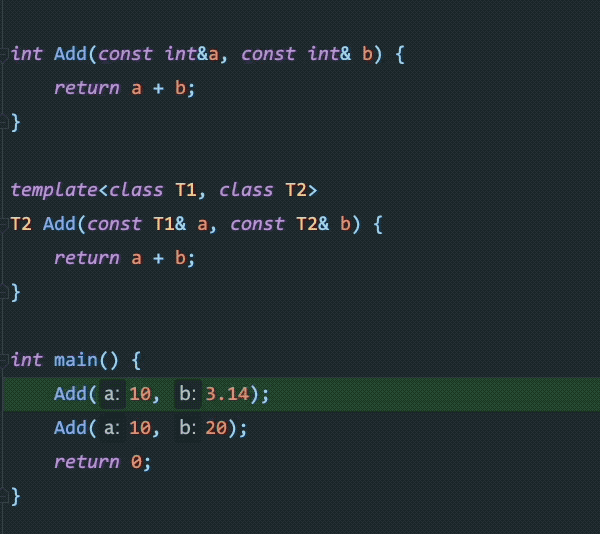 int Add(const int&a, const int& b) {
    return a + b;
}
template<class T1, class T2>
T2 Add(const T1& a, const T2& b) {
    return a + b;
}
int main() {
    Add( a: 10,  b: 3.14);
    Add( a: 10,  b: 20);
    return 0;
}